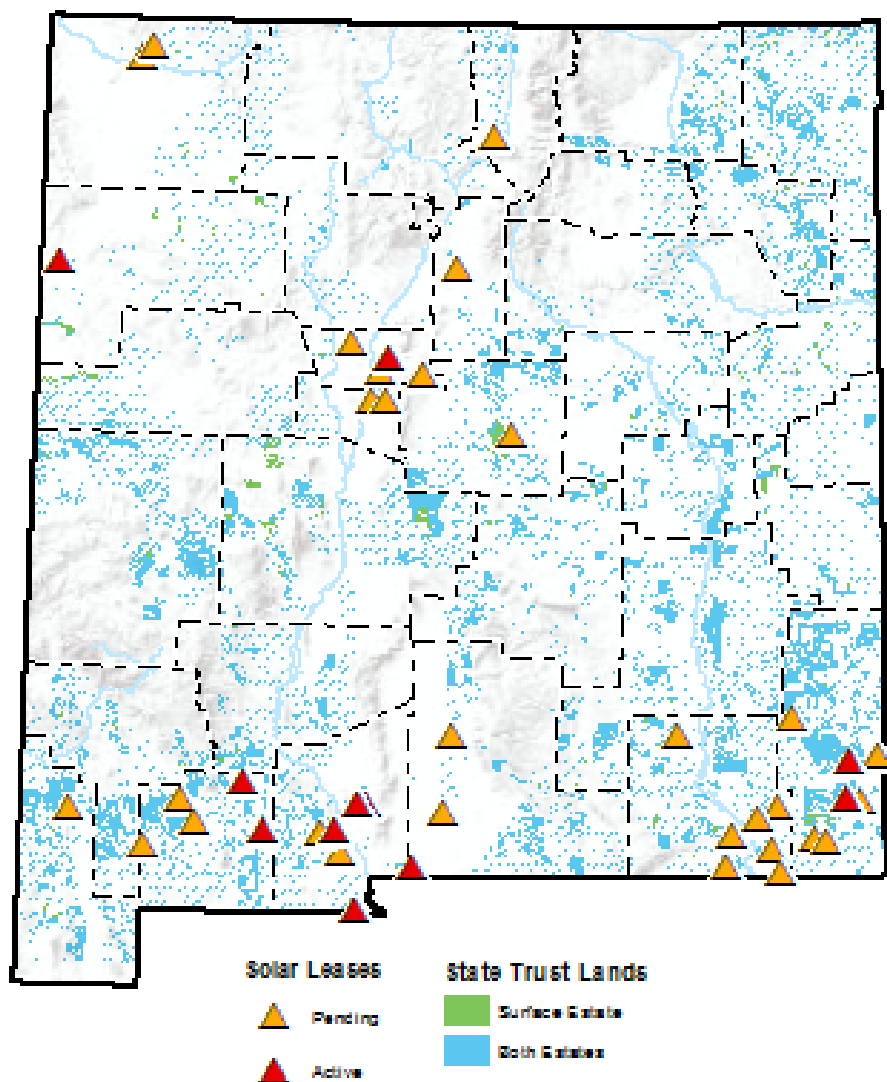 Solar Leases
State Trust Lands
Pending
Surface Estate
Both Estates
Active